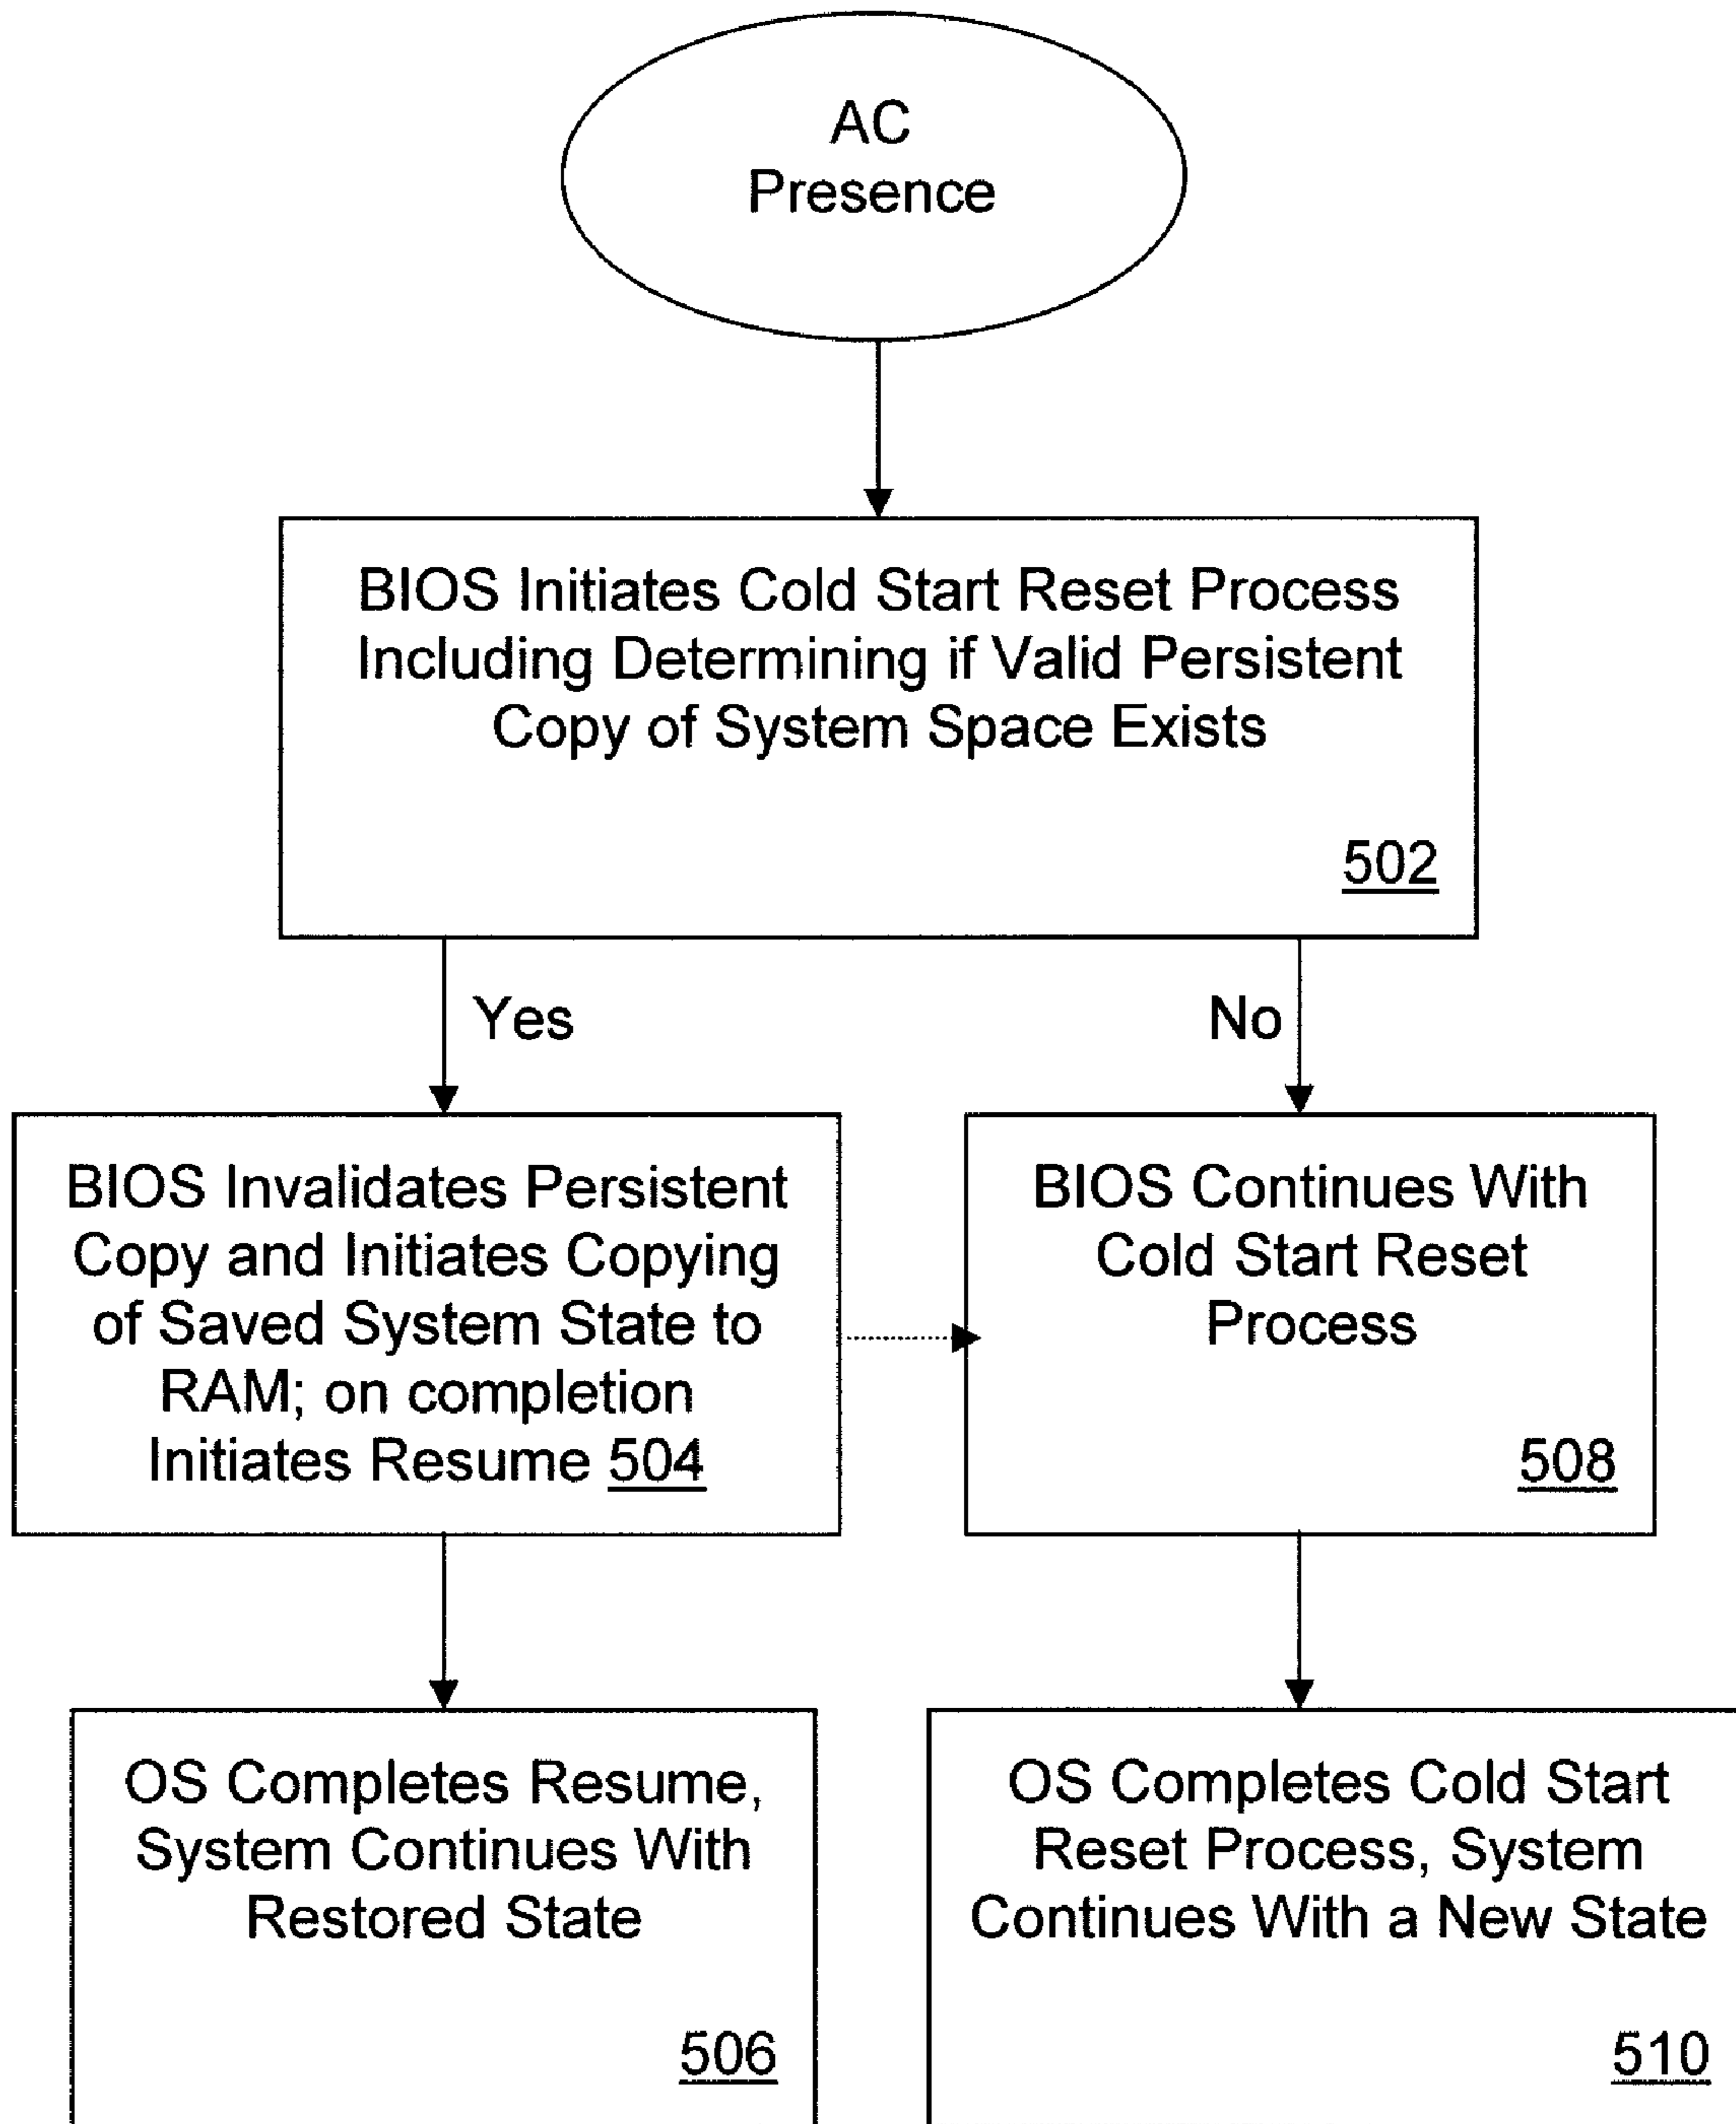 AC
Presence
BIOS Initiates Cold Start Reset Process
Including Determining if Valid Persistent
Copy of System Space Exists
502
Yes
No
BIOS Invalidates Persistent
Copy and Initiates Copying
of Saved System State to
RAM; on completion
Initiates Resume 504
BIOS Continues With
Cold Start Reset
Process
508
OS Completes Resume,
System Continues With
Restored State
506
OS Completes Cold Start
Reset Process, System
Continues With a New State
510